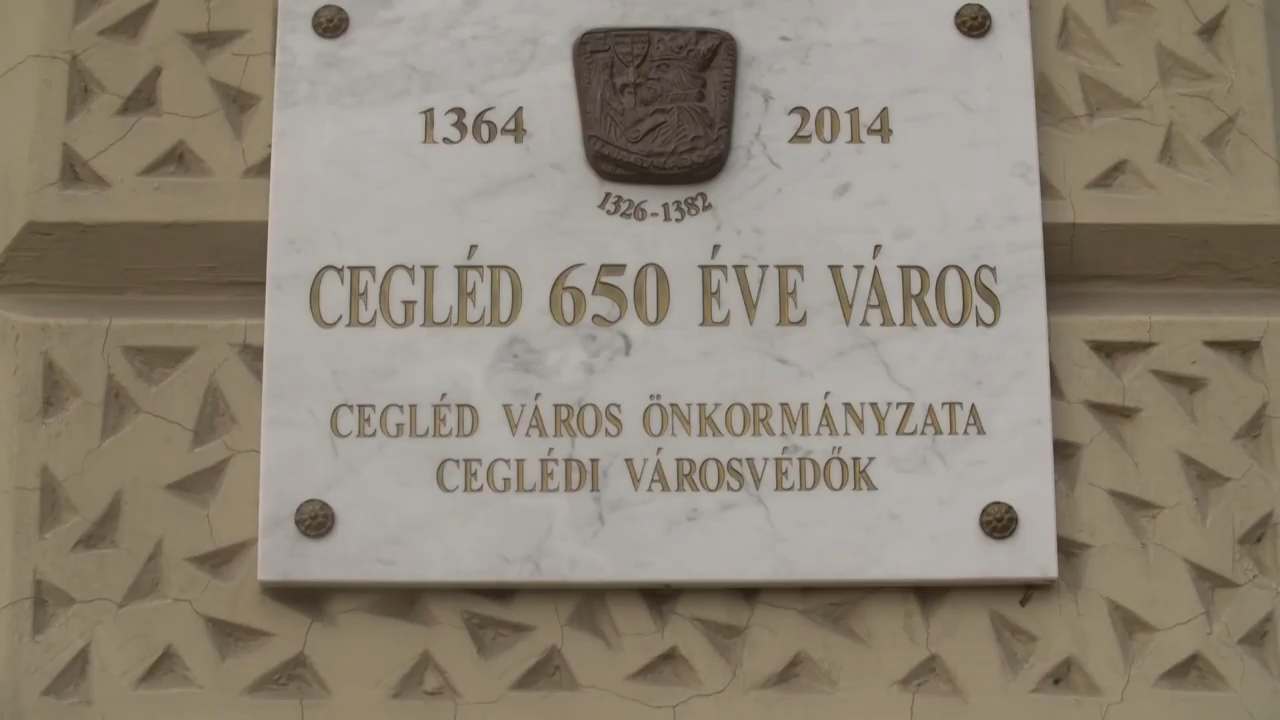 1364 2014
1326-1382
CEGLÉD 650 ÉVE VÁROS
CEGLÉD VÁROS ÖNKORMÁNYZATA
CEGLÉDI VÁROSVÉDŐK